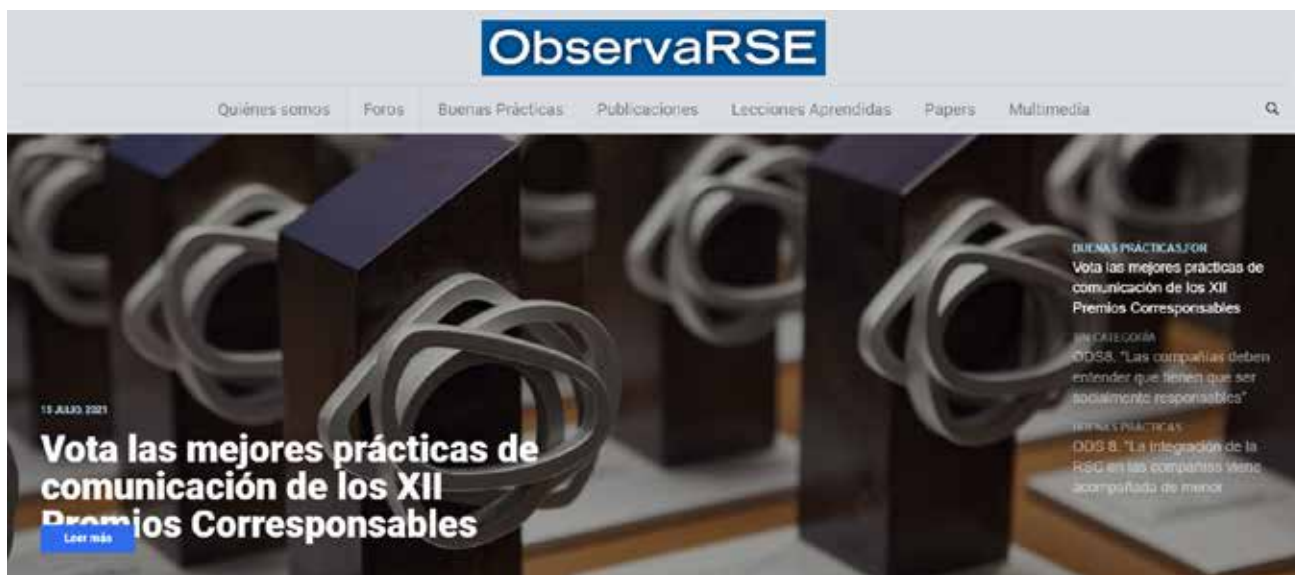 ObservaRSE
Quiénes somos
Foros
Buenas Prácticas
Publicaciones
Lecciones Aprendidas
Papers
Multimedia
15 JULIO, 2021
Vota las mejores prácticas de
comunicación de los XII
Premios Corresponsables
Leer más
BUENAS PRÁCTICAS,FOR
Vota las mejores prácticas de
comunicación de los XII
Premios Corresponsables
SIN CATEGORÍA
ODS8. "Las compañías deben
entender que tienen que ser
socialmente responsables"
BUENAS PRÁCTICAS
ODS 8. "La integración de la
RSC en las compañías viene
acompañada de menor